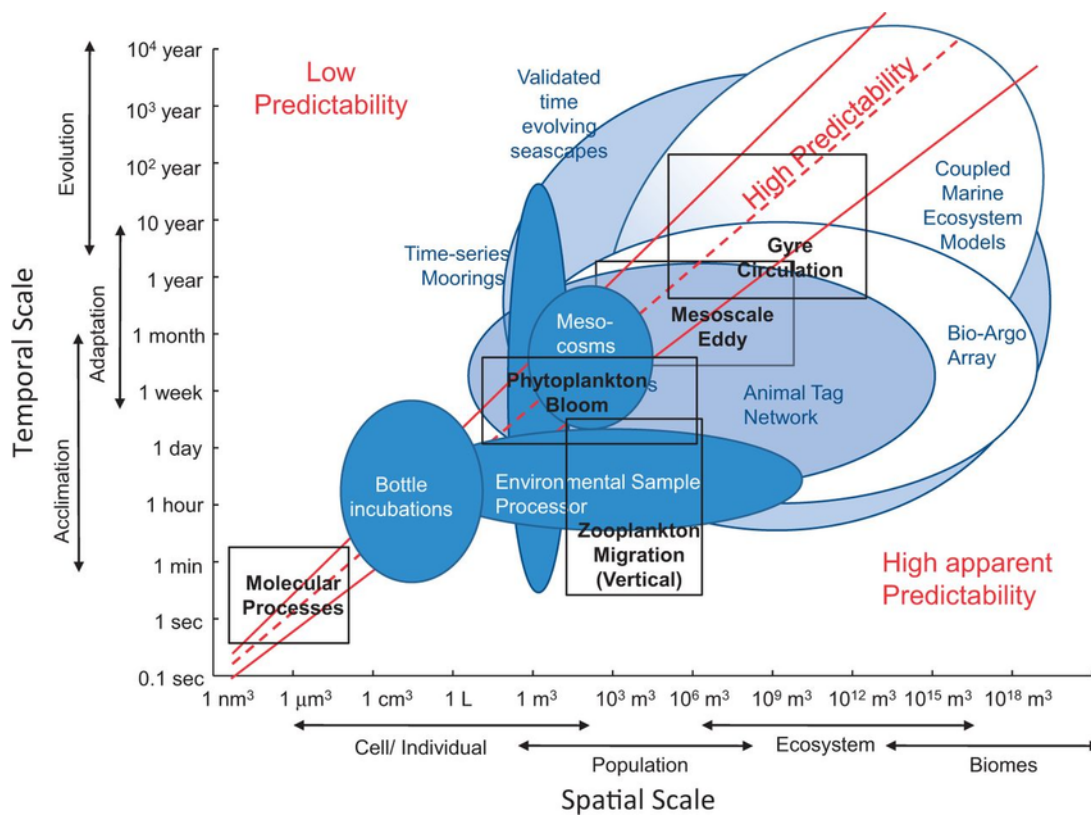 10⁴ year
10³ year
10² year
10 year
1 year
1 month
1 week
1 day
1 hour
1 min
1 sec
0.1 sec
Temporal Scale
Evolution
Adaptation
Acclimation
Low
Predictability
Validated
time
evolving
seascapes
High Predictability
Coupled
Marine
Ecosystem
Models
Time-series
Moorings
Gyre
Circulation
Mesoscale
Eddy
Bio-Argo
Array
Meso-
cosms
Phytoplankton
Bloom
Animal Tag
Network
Bottle
incubations
Environmental Sample
Processor
Zooplankton
Migration
(Vertical)
Molecular
Processes
High apparent
Predictability
1 nm³
1 μm³
1 cm³
1 L
1 m³
10³ m³
10⁶ m³
10⁹ m³
10¹² m³
10¹⁵ m³
10¹⁸ m³
Cell/ Individual
Population
Ecosystem
Biomes
Spatial Scale